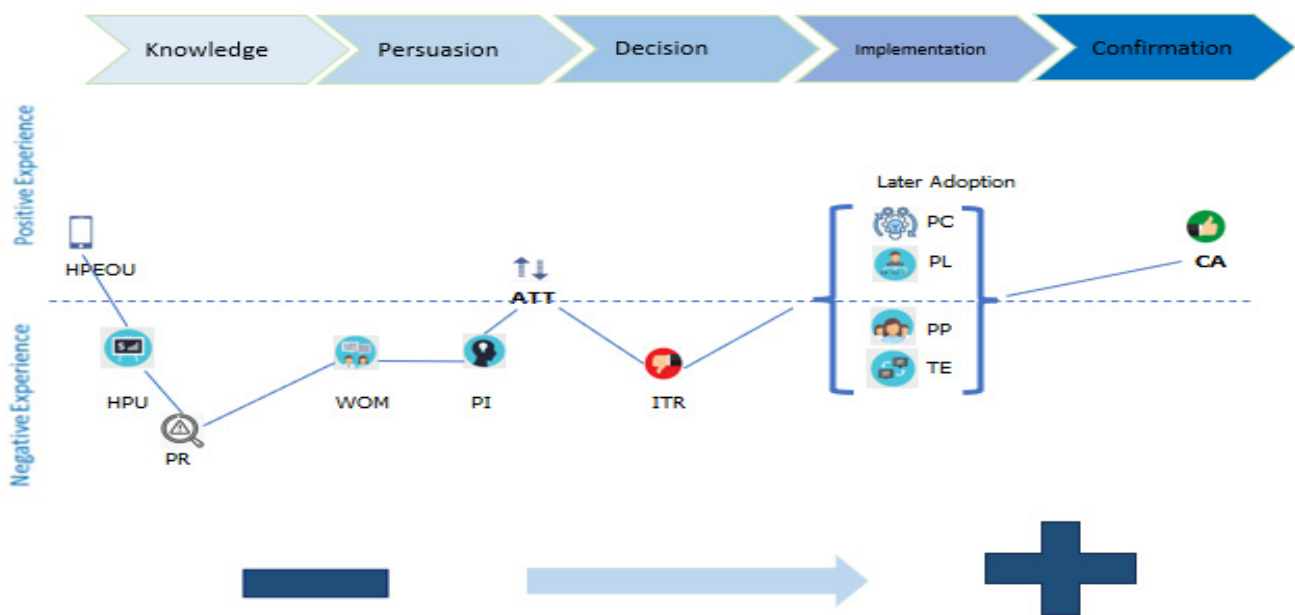 Knowledge
Persuasion
Decision
Implementation
Confirmation
Positive Experience
Negative Experience
Later Adoption
HPEOU
PC
PL
CA
ATT
PP
TE
HPU
WOM
PI
ITR
PR